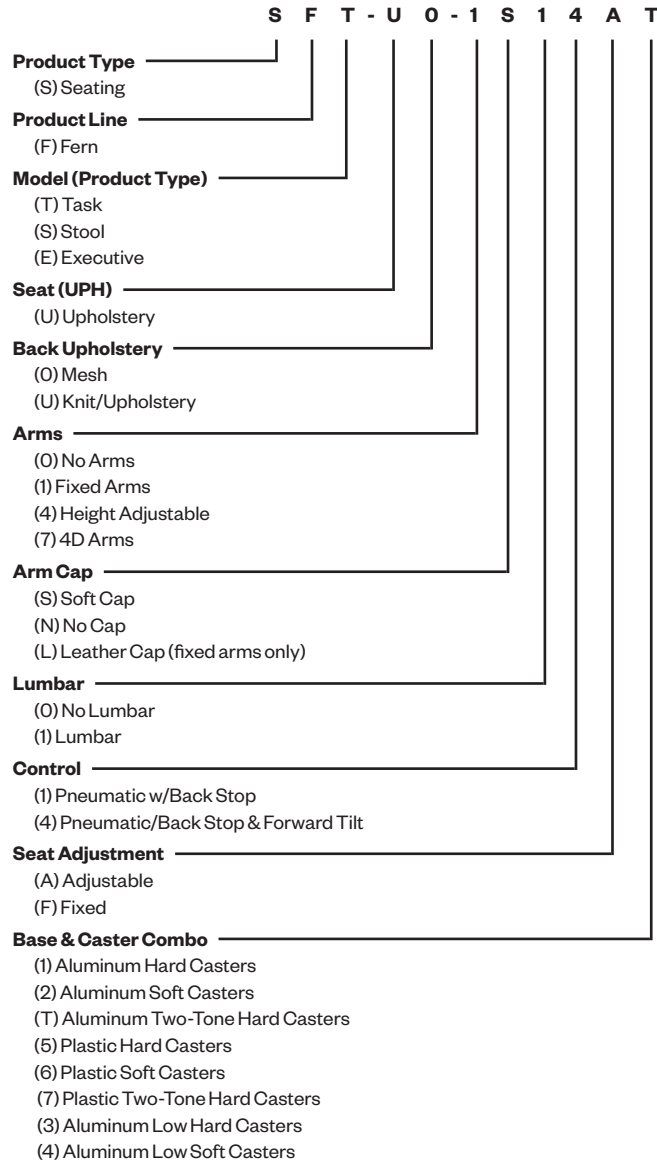 S F T - U 0 - 1 S 1 4 A T
Product Type
(S) Seating
Product Line
(F) Fern
Model (Product Type)
(T) Task
(S) Stool
(E) Executive
Seat (UPH)
(U) Upholstery
Back Upholstery
(0) Mesh
(U) Knit/Upholstery
Arms
(0) No Arms
(1) Fixed Arms
(4) Height Adjustable
(7) 4D Arms
Arm Cap
(S) Soft Cap
(N) No Cap
(L) Leather Cap (fixed arms only)
Lumbar
(0) No Lumbar
(1) Lumbar
Control
(1) Pneumatic w/Back Stop
(4) Pneumatic/Back Stop & Forward Tilt
Seat Adjustment
(A) Adjustable
(F) Fixed
Base & Caster Combo
(1) Aluminum Hard Casters
(2) Aluminum Soft Casters
(T) Aluminum Two-Tone Hard Casters
(5) Plastic Hard Casters
(6) Plastic Soft Casters
(7) Plastic Two-Tone Hard Casters
(3) Aluminum Low Hard Casters
(4) Aluminum Low Soft Casters